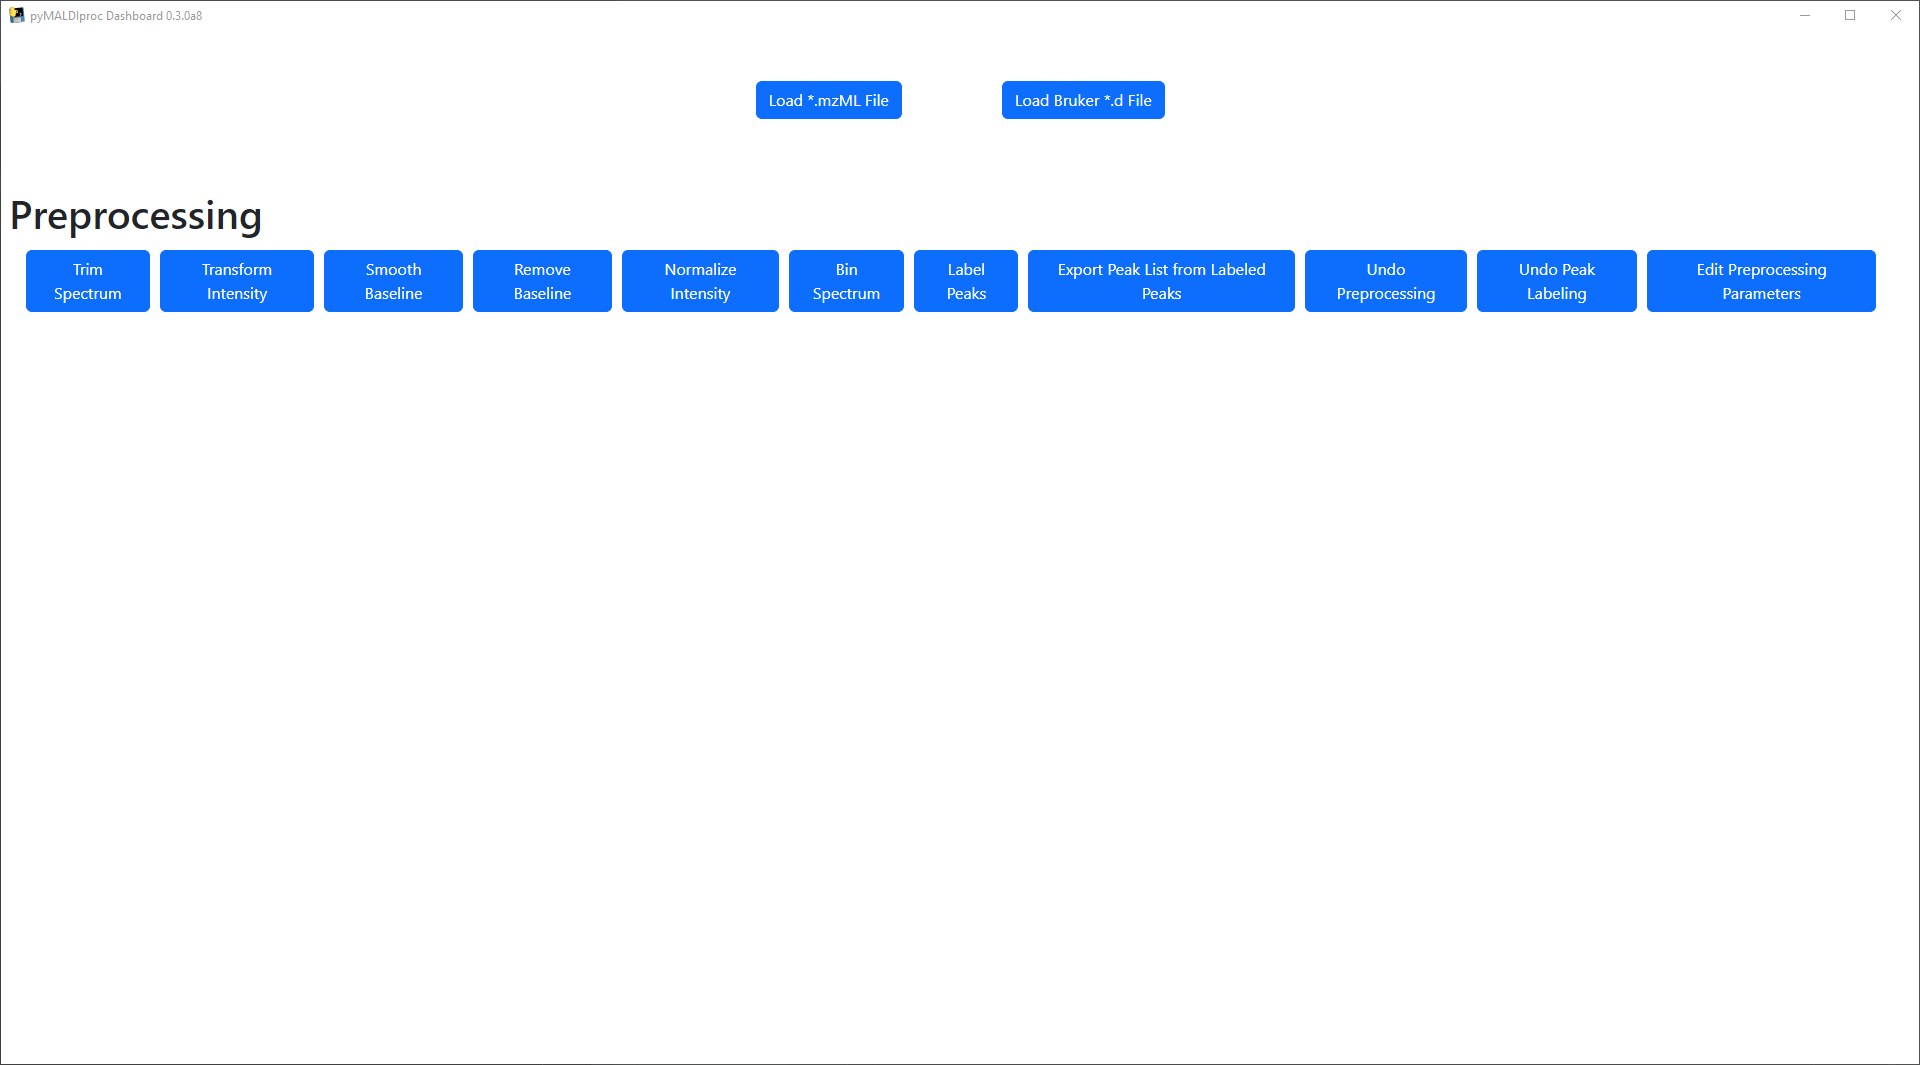 pyMALDIproc Dashboard 0.3.0a8
Load *.mzML File
Load Bruker *.d File
Preprocessing
Trim
Spectrum
Transform
Intensity
Smooth
Baseline
Remove
Baseline
Normalize
Intensity
Bin
Spectrum
Label
Peaks
Export Peak List from Labeled
Peaks
Undo
Preprocessing
Undo Peak
Labeling
Edit Preprocessing
Parameters